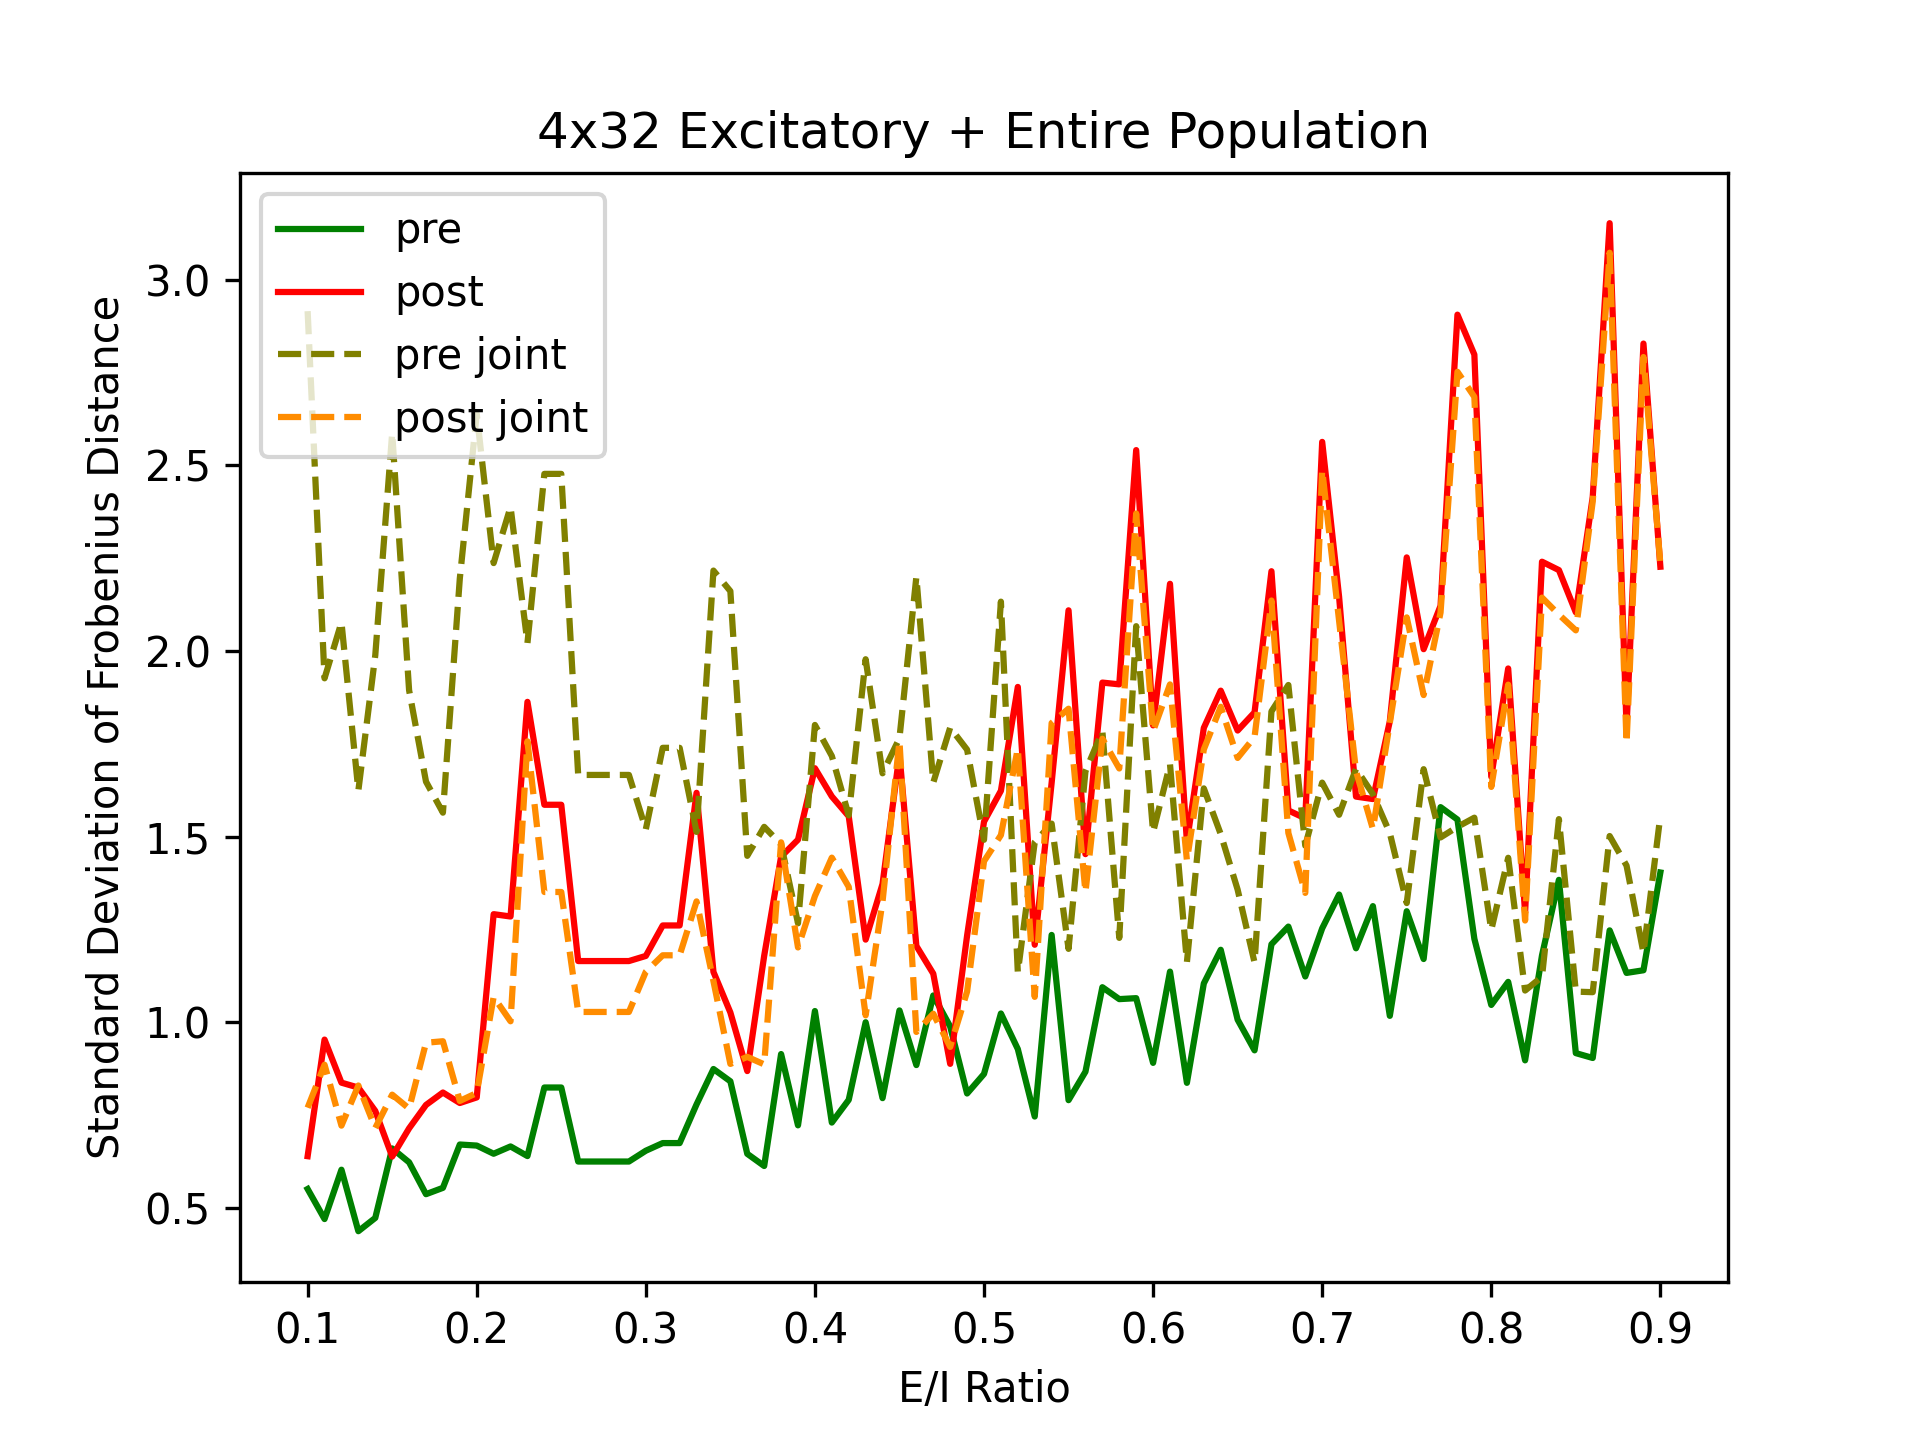 4x32 Excitatory + Entire Population
pre
post
pre joint
post joint
Standard Deviation of Frobenius Distance
3.0
2.5
2.0
1.5
1.0
0.5
0.1 0.2 0.3 0.4 0.5 0.6 0.7 0.8 0.9
E/I Ratio